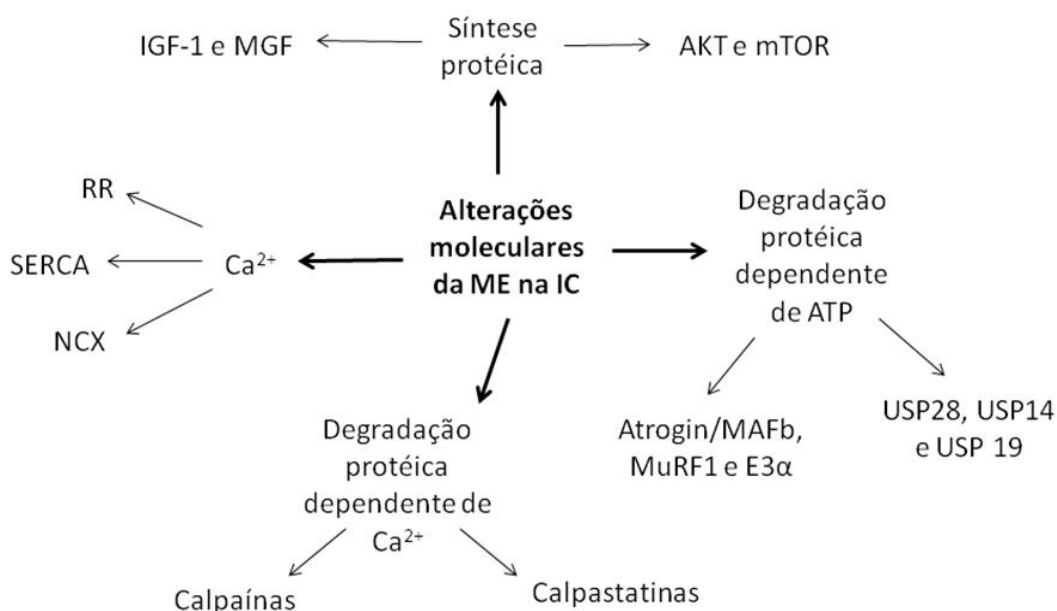 Síntese
protéica
IGF-1 e MGF
AKT e mTOR
RR
SERCA
NCX
Ca²⁺
Alterações
moleculares
da ME na IC
Degradação
protéica
dependente
de ATP
Atrogin/MAFb,
MuRF1 e E3α
USP28, USP14
e USP 19
Degradação
protéica
dependente de
Ca²⁺
Calpaínas
Calpastatinas